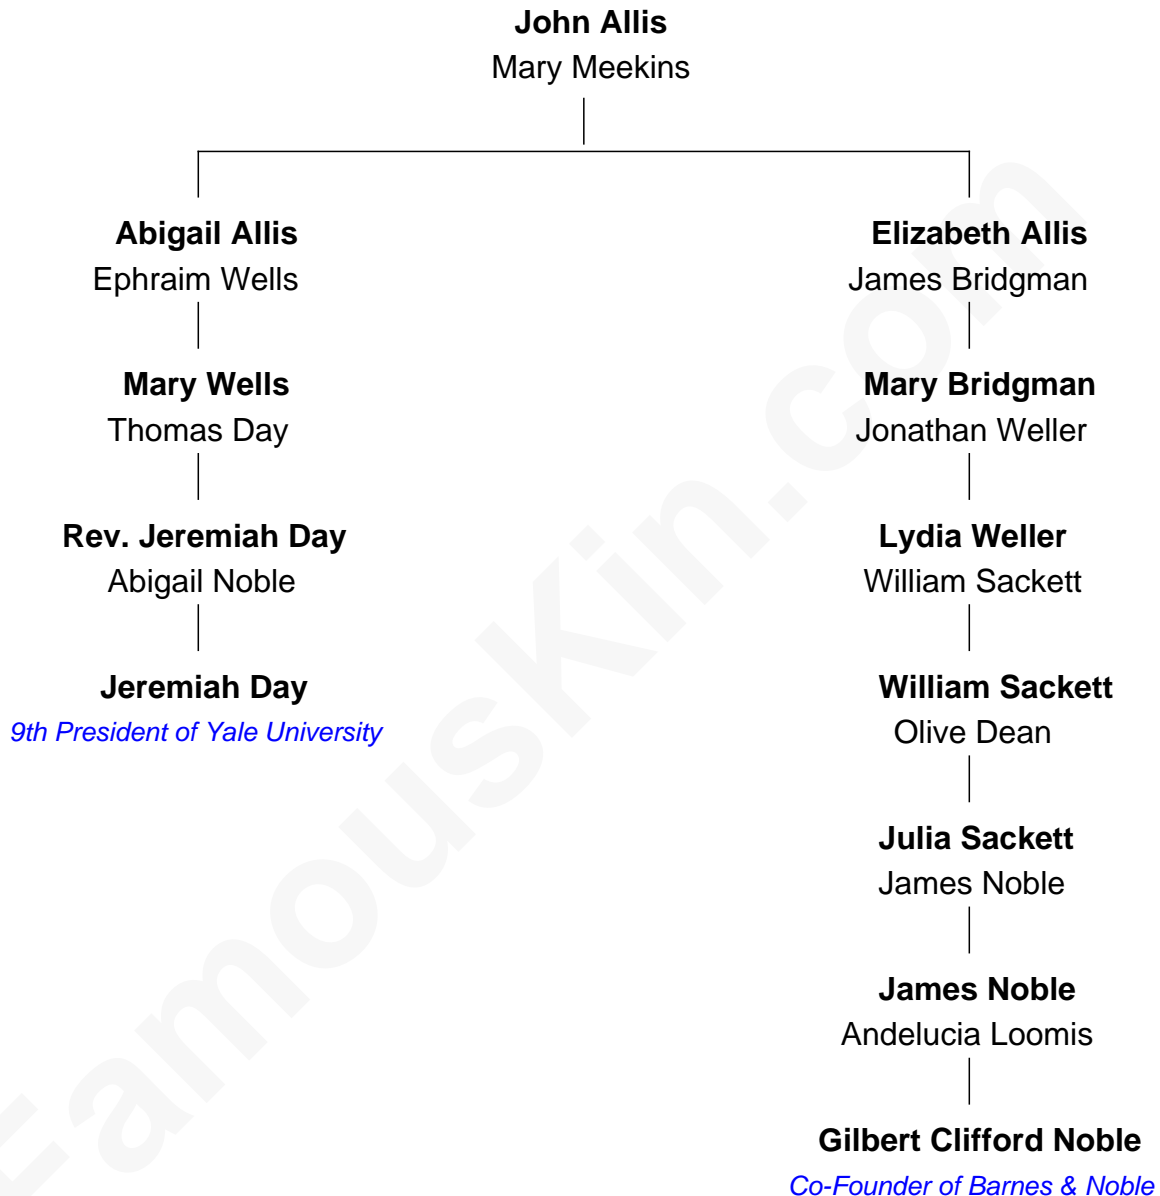 John Allis
Mary Meekins
Abigail Allis
Ephraim Wells
Mary Wells
Thomas Day
Rev. Jeremiah Day
Abigail Noble
Jeremiah Day
9th President of Yale University
Elizabeth Allis
James Bridgman
Mary Bridgman
Jonathan Weller
Lydia Weller
William Sackett
William Sackett
Olive Dean
Julia Sackett
James Noble
James Noble
Andelucia Loomis
Gilbert Clifford Noble
Co-Founder of Barnes & Noble
FamousKin.com